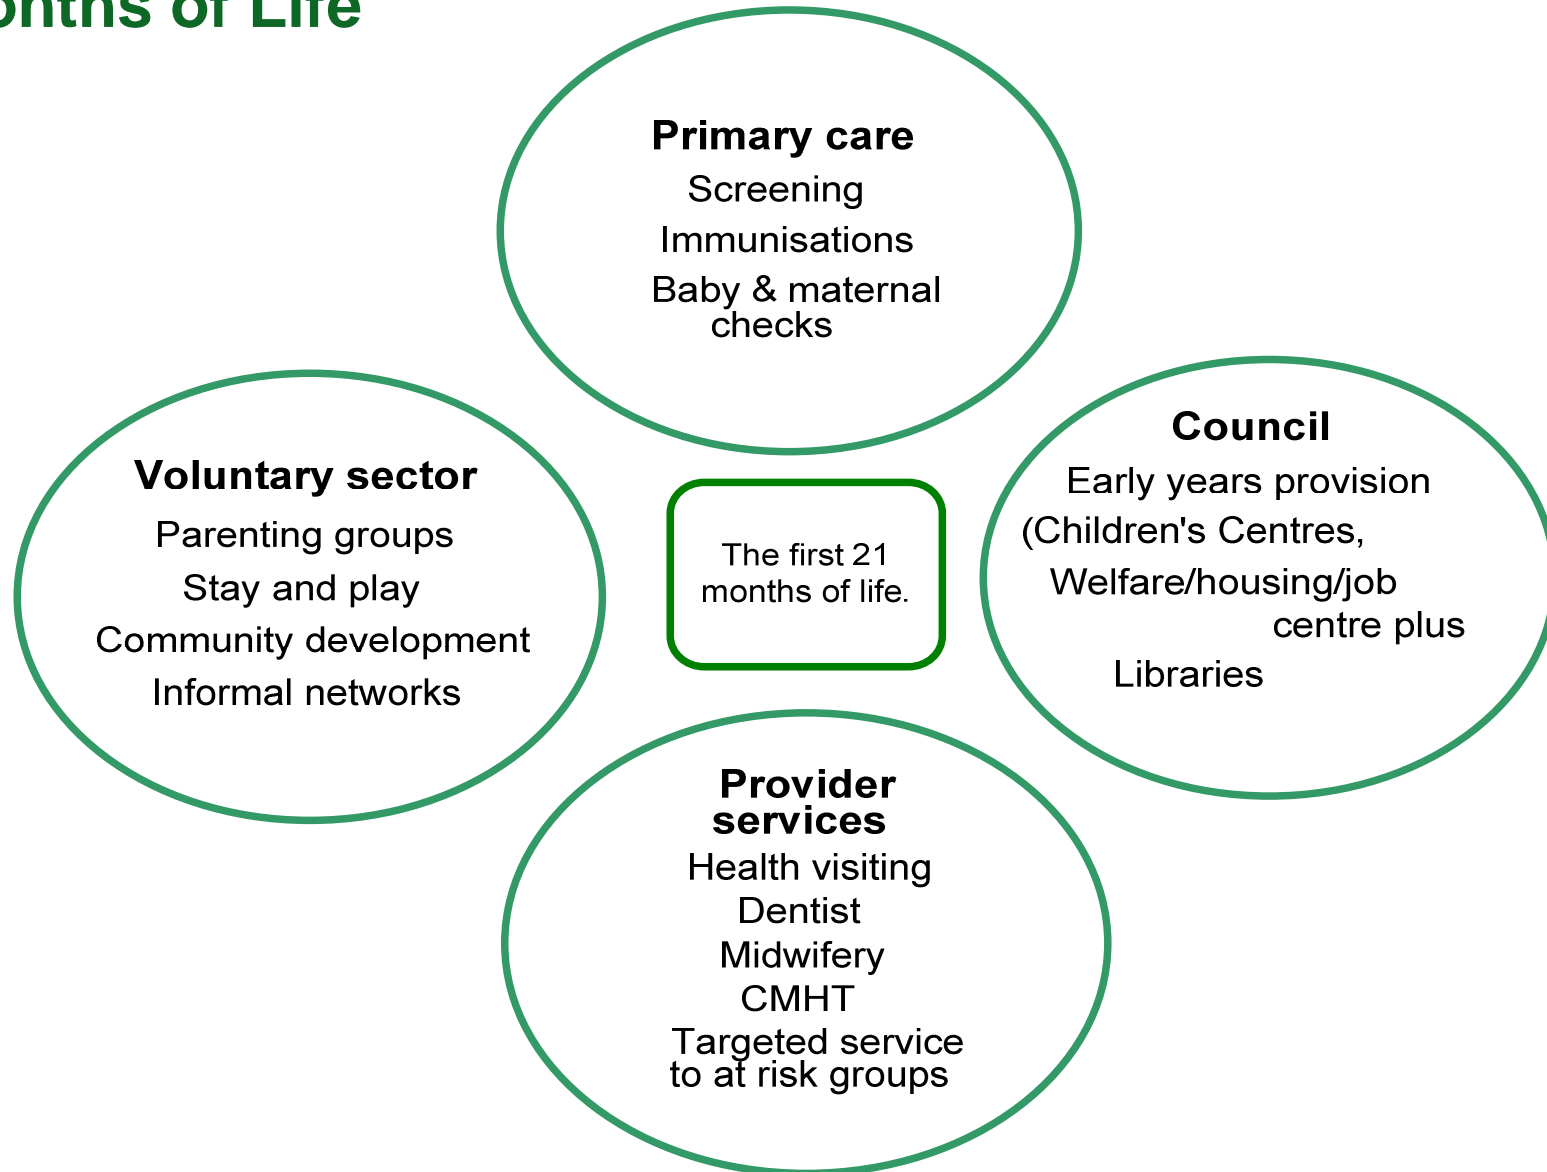 onths of Life
Primary care
Screening
Immunisations
Baby & maternal
checks
Voluntary sector
Parenting groups
Stay and play
Community development
Informal networks
The first 21
months of life.
Council
Early years provision
(Children's Centres,
Welfare/housing/job
centre plus
Libraries
Provider
services
Health visiting
Dentist
Midwifery
CMHT
Targeted service
to at risk groups